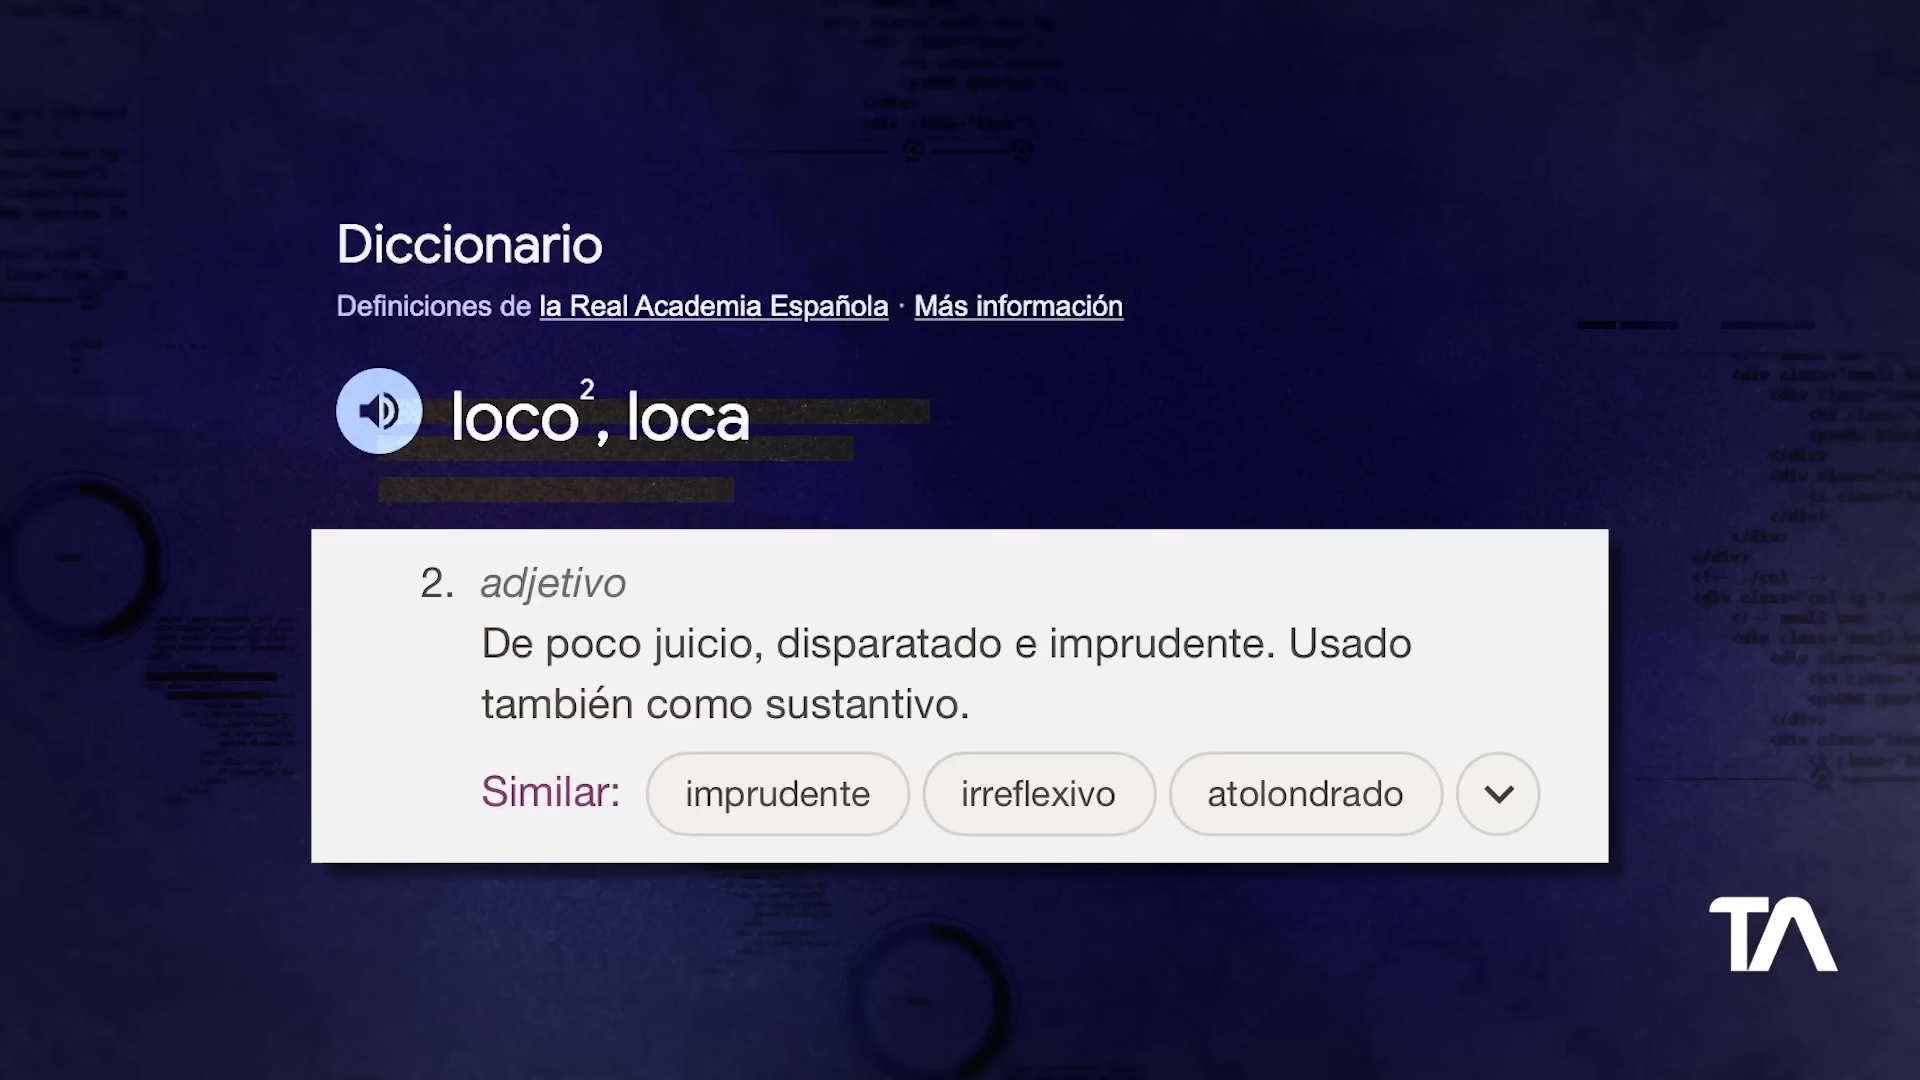 Diccionario
Definiciones de la Real Academia Española · Más información
loco², loca
2. adjetivo
De poco juicio, disparatado e imprudente. Usado
también como sustantivo.
Similar: imprudente irreflexivo atolondrado
TA